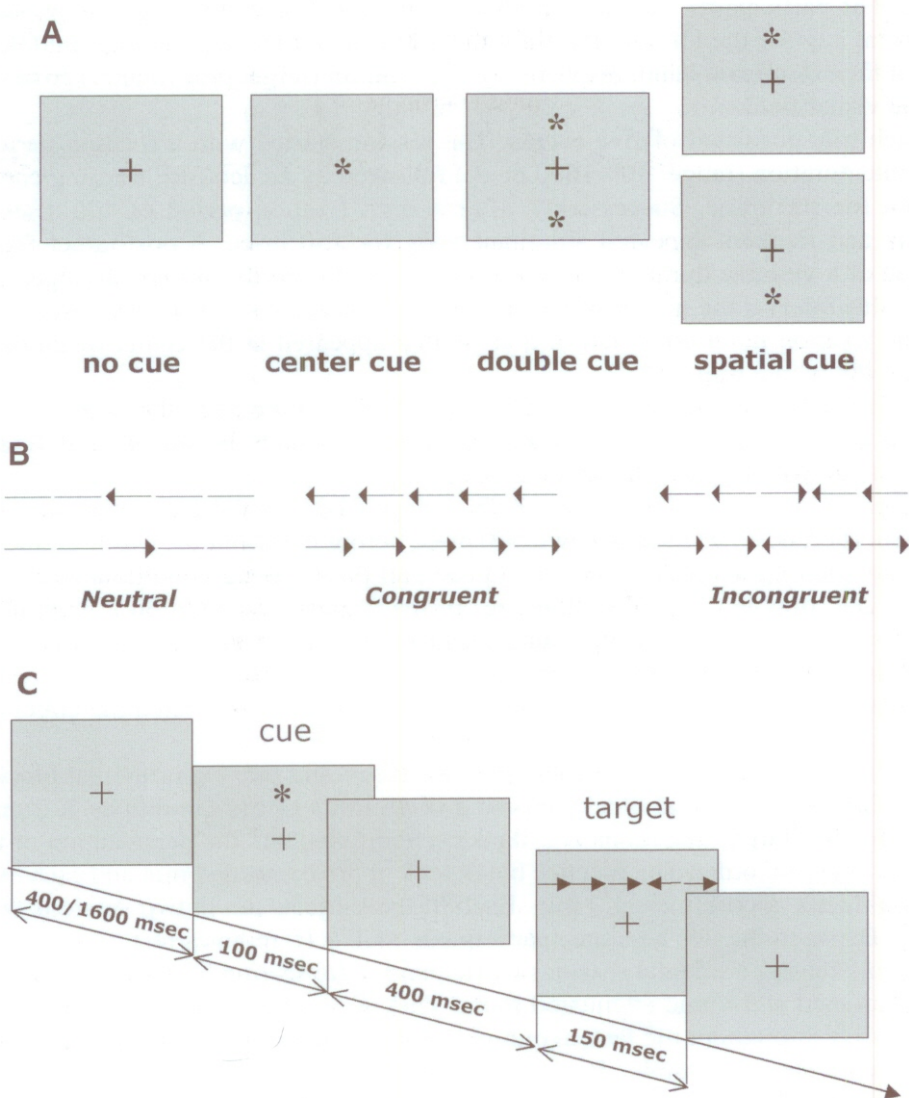 A
no cue
center cue
double cue
spatial cue
B
Neutral
Congruent
Incongruent
C
cue
target
400/1600 msec
100 msec
400 msec
150 msec